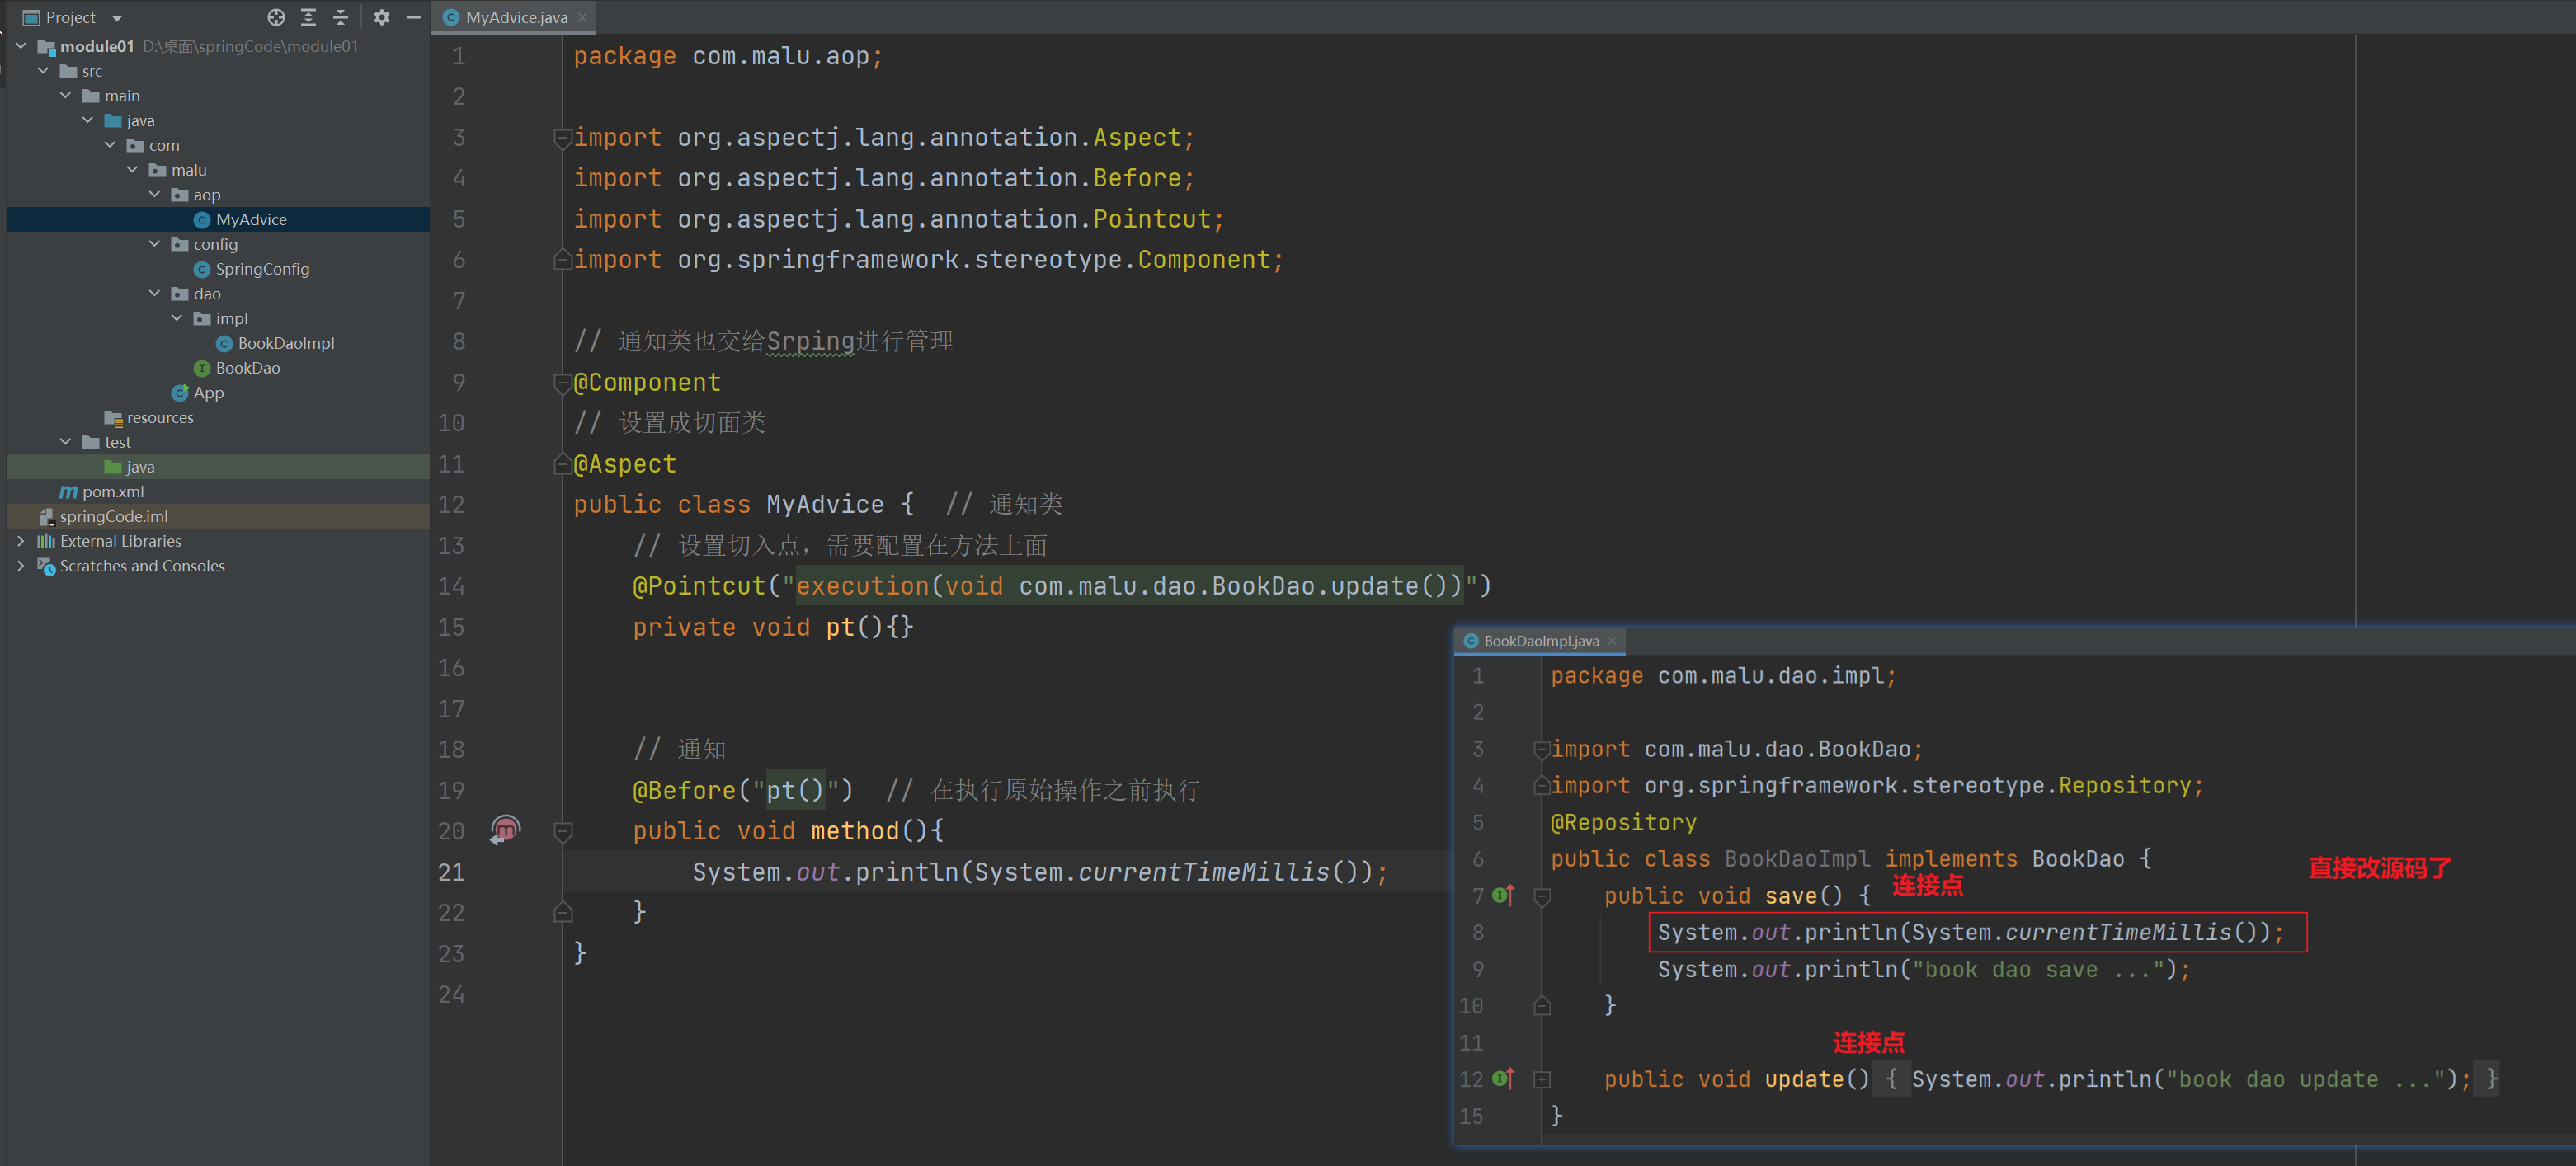 Project
module01 D:\桌面\springCode\module01
src
main
java
com
malu
aop
MyAdvice
config
SpringConfig
dao
impl
BookDaoImpl
BookDao
App
resources
test
java
pom.xml
springCode.iml
External Libraries
Scratches and Consoles
MyAdvice.java
1 package com.malu.aop;
2
3 import org.aspectj.lang.annotation.Aspect;
4 import org.aspectj.lang.annotation.Before;
5 import org.aspectj.lang.annotation.Pointcut;
6 import org.springframework.stereotype.Component;
7
8 // 通知类也交给Srping进行管理
9 @Component
10 // 设置成切面类
11 @Aspect
12 public class MyAdvice {  // 通知类
13 // 设置切入点，需要配置在方法上面
14 @Pointcut("execution(void com.malu.dao.BookDao.update())")
15 private void pt(){}
16
17
18 // 通知
19 @Before("pt()")  // 在执行原始操作之前执行
20 public void method(){
21 System.out.println(System.currentTimeMillis());
22 }
23 }
24
BookDaoImpl.java
1 package com.malu.dao.impl;
2
3 import com.malu.dao.BookDao;
4 import org.springframework.stereotype.Repository;
5 @Repository
6 public class BookDaoImpl implements BookDao {
直接改源码了
7 public void save() {
连接点
8 System.out.println(System.currentTimeMillis());
9 System.out.println("book dao save ...");
10 }
11
连接点
12 public void update() { System.out.println("book dao update ..."); }
15 }